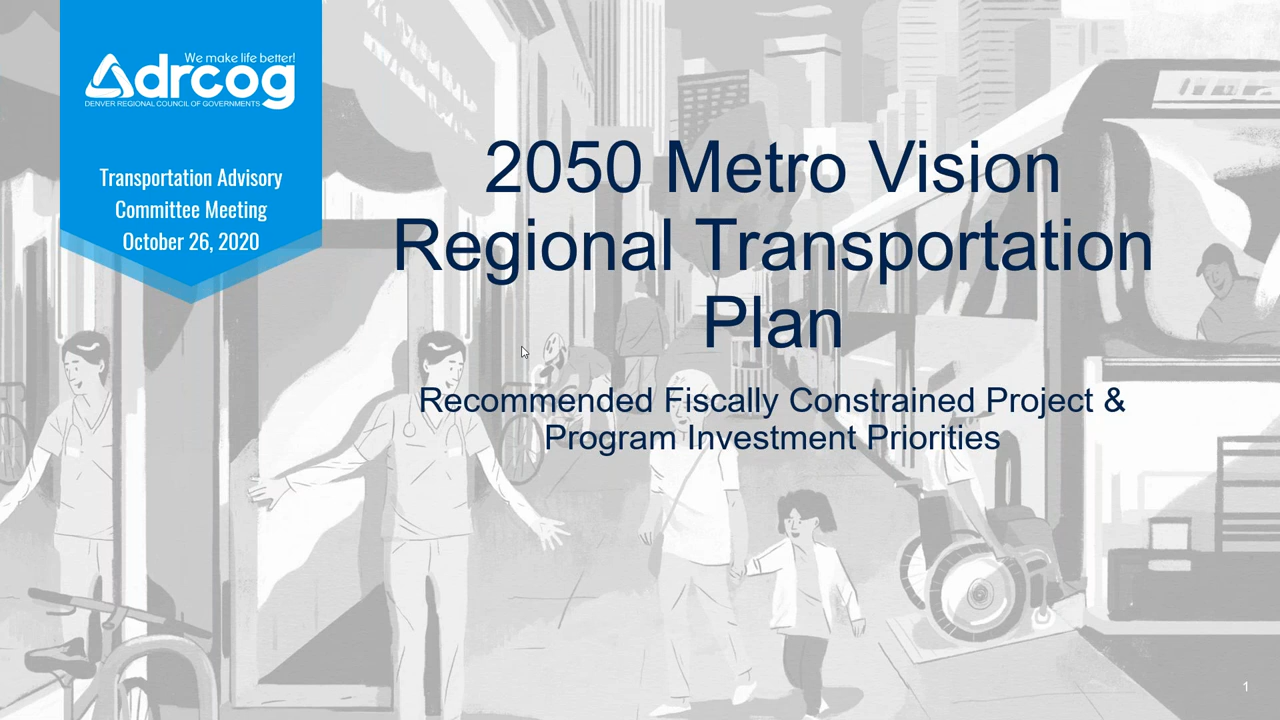 We make life better!
drcog
DENVER REGIONAL COUNCIL OF GOVERNMENTS
Transportation Advisory
Committee Meeting
October 26, 2020
2050 Metro Vision
Regional Transportation
Plan
Recommended Fiscally Constrained Project &
Program Investment Priorities
1